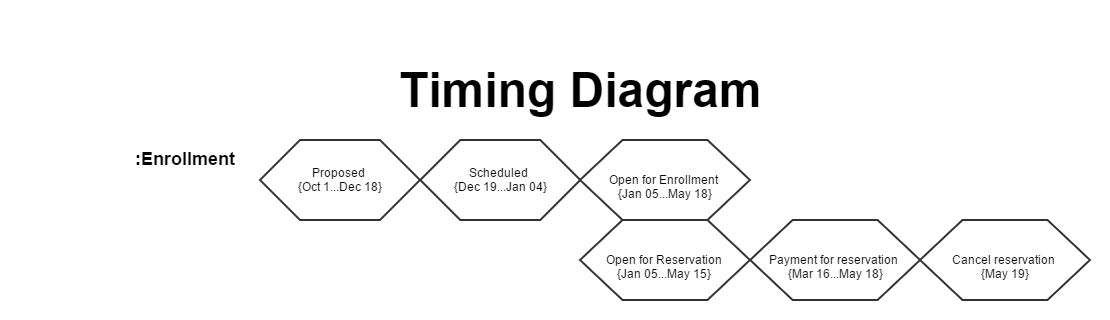 Timing Diagram
:Enrollment
Proposed
{Oct 1...Dec 18}
Scheduled
{Dec 19...Jan 04}
Open for Enrollment
{Jan 05...May 18}
Open for Reservation
{Jan 05...May 15}
Payment for reservation
{Mar 16...May 18}
Cancel reservation
{May 19}